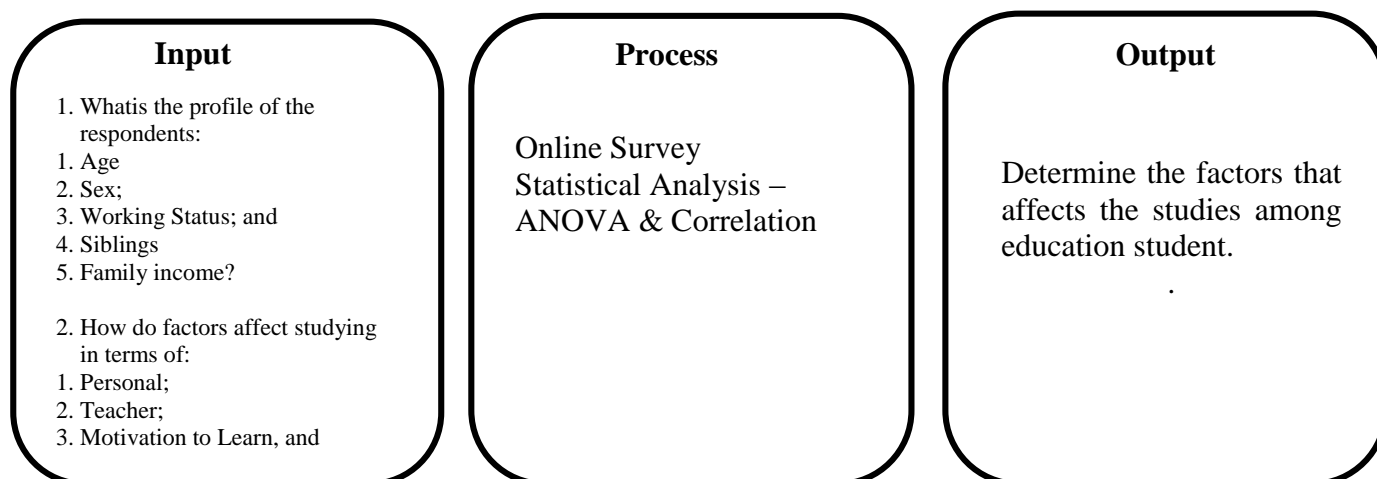 Input
1. Whatis the profile of the
respondents:
1. Age
2. Sex;
3. Working Status; and
4. Siblings
5. Family income?
2. How do factors affect studying
in terms of:
1. Personal;
2. Teacher;
3. Motivation to Learn, and
Process
Online Survey
Statistical Analysis –
ANOVA & Correlation
Output
Determine the factors that
affects the studies among
education student.
.